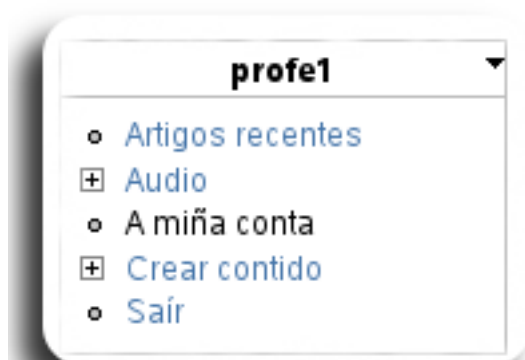 profe1
Artigos recentes
Audio
A miña conta
Crear contido
Saír